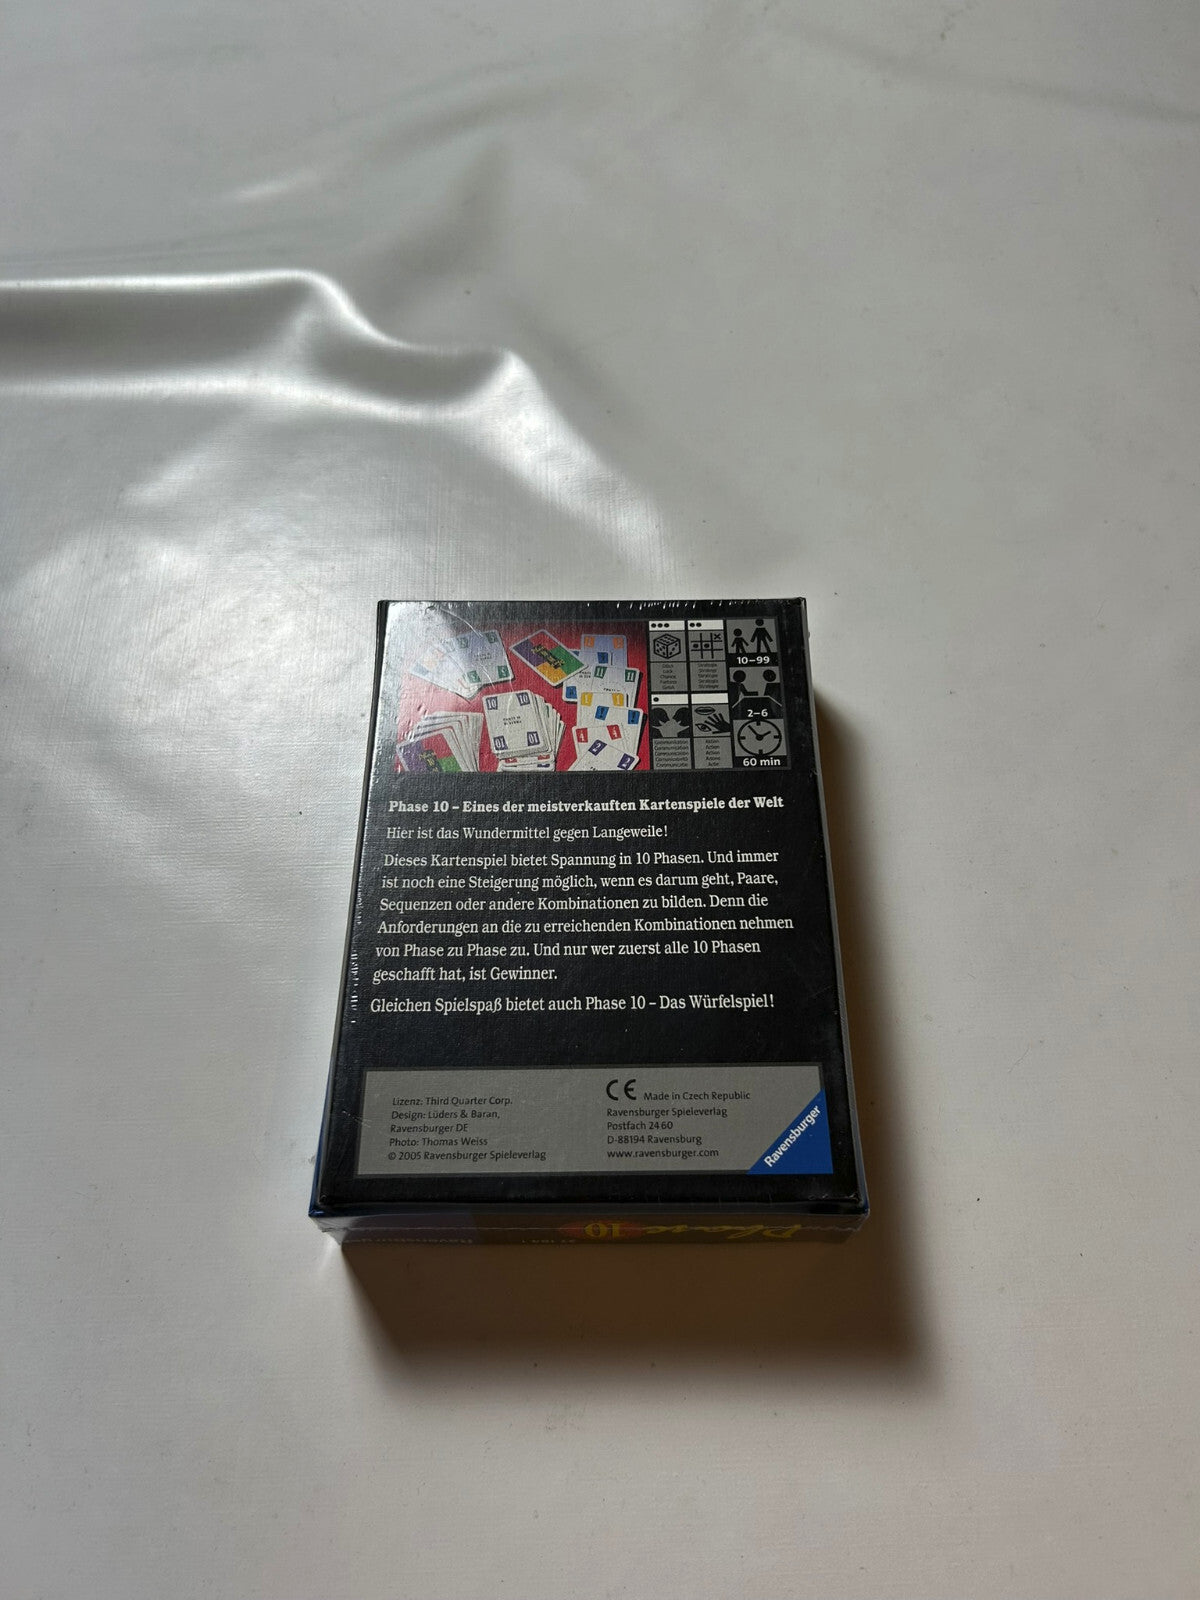 10–99
2–6
60 min
Phase 10 – Eines der meistverkauften Kartenspiele der Welt
Hier ist das Wundermittel gegen Langeweile!
Dieses Kartenspiel bietet Spannung in 10 Phasen. Und immer
ist noch eine Steigerung möglich, wenn es darum geht, Paare,
Sequenzen oder andere Kombinationen zu bilden. Denn die
Anforderungen an die zu erreichenden Kombinationen nehmen
von Phase zu Phase zu. Und nur wer zuerst alle 10 Phasen
geschafft hat, ist Gewinner.
Gleichen Spielspaß bietet auch Phase 10 – Das Würfelspiel!
Lizenz: Third Quarter Corp.
Design: Lüders & Baran,
Ravensburger DE
Photo: Thomas Weiss
© 2005 Ravensburger Spieleverlag
CE Made in Czech Republic
Ravensburger Spieleverlag
Postfach 24 60
D-88194 Ravensburg
www.ravensburger.com
Ravensburger
Phase 10